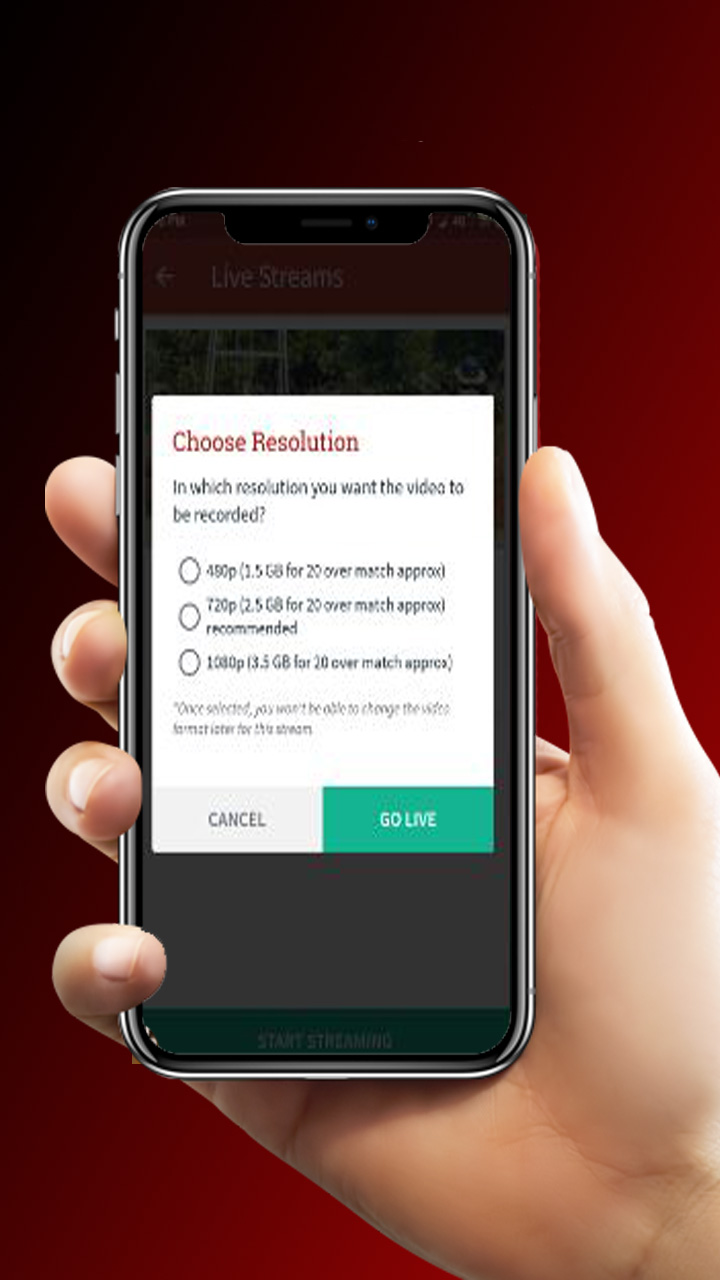 Live Streams
Choose Resolution
In which resolution you want the video to
be recorded?
480p (1.5 GB for 20 over match approx)
720p (2.5 GB for 20 over match approx)
recommended
1080p (3.5 GB for 20 over match approx)
*Once selected, you won't be able to change the video
format later for this stream
CANCEL
GO LIVE
START STREAMING